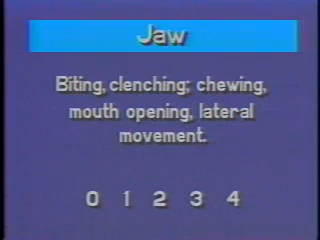 Jaw
Biting, clenching; chewing,
mouth opening, lateral
movement.
0 1 2 3 4